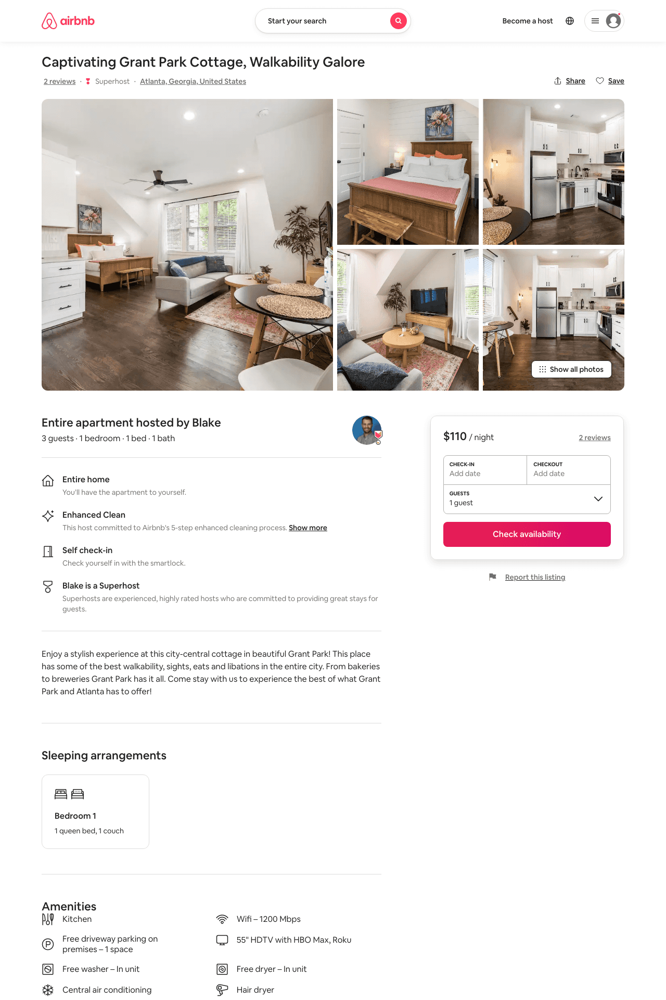 airbnb
Start your search
Become a host
Captivating Grant Park Cottage, Walkability Galore
2 reviews · Superhost · Atlanta, Georgia, United States
Share
Save
Show all photos
Entire apartment hosted by Blake
3 guests · 1 bedroom · 1 bed · 1 bath
Entire home
You’ll have the apartment to yourself.
Enhanced Clean
This host committed to Airbnb's 5-step enhanced cleaning process. Show more
Self check-in
Check yourself in with the smartlock.
Blake is a Superhost
Superhosts are experienced, highly rated hosts who are committed to providing great stays for
guests.
$110 / night
2 reviews
CHECK-IN
Add date
CHECKOUT
Add date
GUESTS
1 guest
Check availability
Report this listing
Enjoy a stylish experience at this city-central cottage in beautiful Grant Park! This place
has some of the best walkability, sights, eats and libations in the entire city. From bakeries
to breweries Grant Park has it all. Come stay with us to experience the best of what Grant
Park and Atlanta has to offer!
Sleeping arrangements
Bedroom 1
1 queen bed, 1 couch
Amenities
Kitchen
Wifi – 1200 Mbps
Free driveway parking on
premises – 1 space
55" HDTV with HBO Max, Roku
Free washer – In unit
Free dryer – In unit
Central air conditioning
Hair dryer